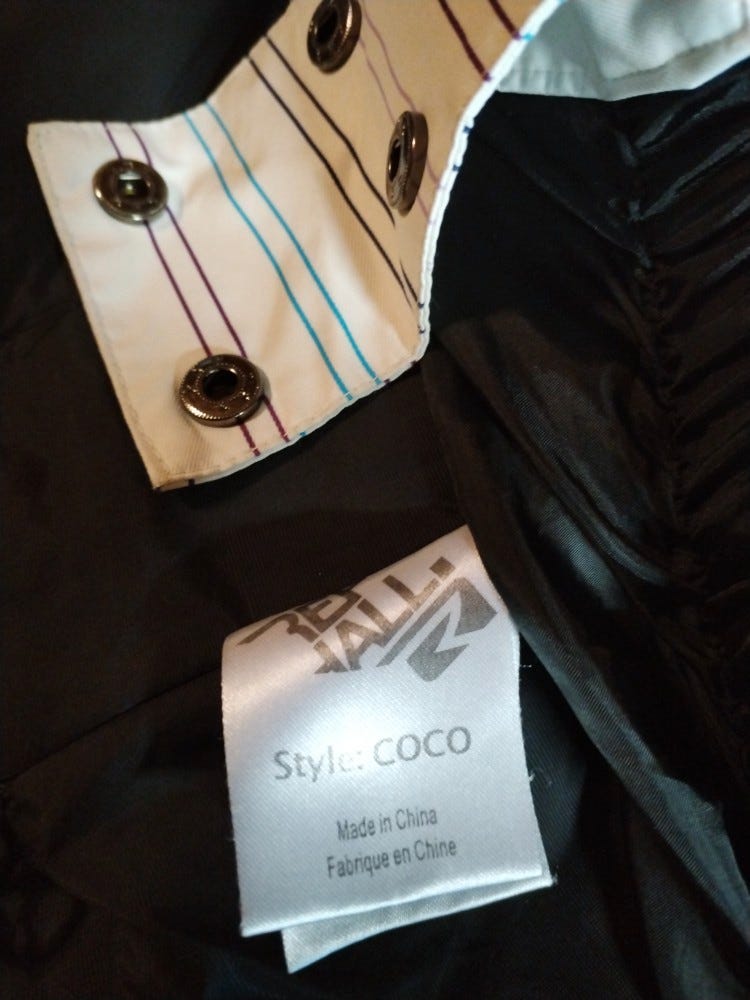 Style: COCO
Made in China
Fabrique en Chine